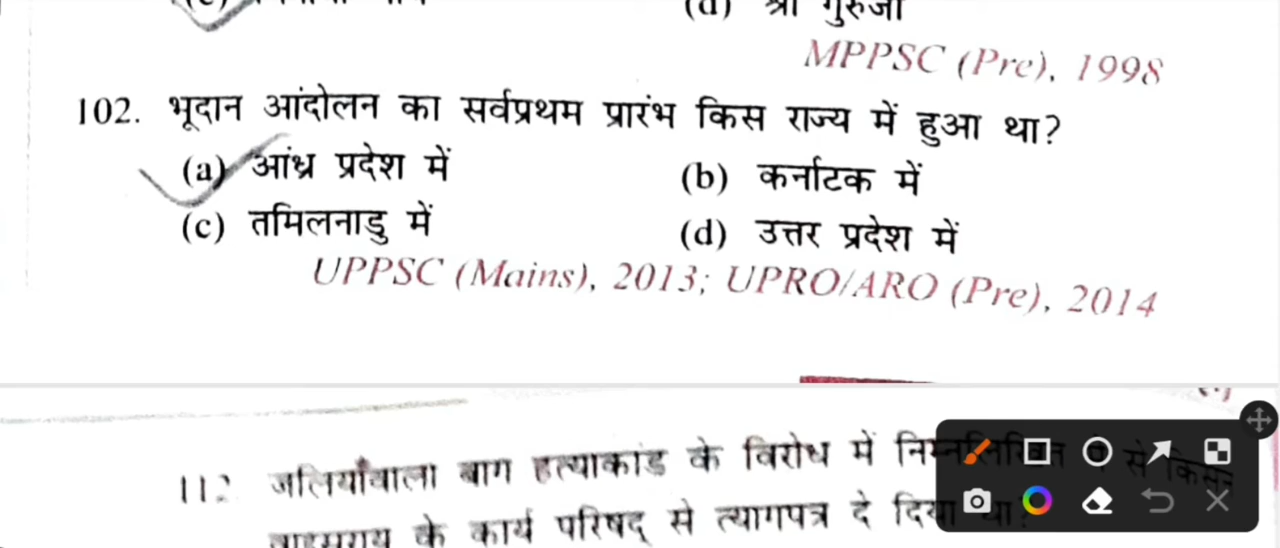 (d) श्री गुरुजी
MPPSC (Pre), 1998
102. भूदान आंदोलन का सर्वप्रथम प्रारंभ किस राज्य में हुआ था?
(a) आंध्र प्रदेश में (b) कर्नाटक में
(c) तमिलनाडु में (d) उत्तर प्रदेश में
UPPSC (Mains), 2013; UPRO/ARO (Pre), 2014
112 जलियाँवाला बाग हत्याकांड के विरोध में से
के कार्य परिषद् से त्यागपत्र दे दिया था?